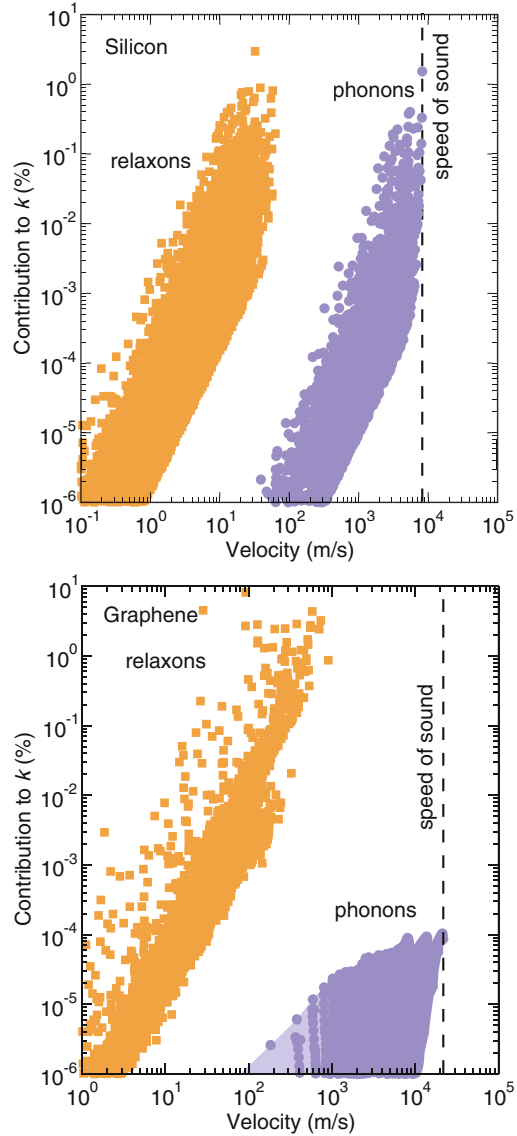 Silicon
relaxons
phonons
speed of sound
Contribution to k (%)
10^1
10^0
10^-1
10^-2
10^-3
10^-4
10^-5
10^-6
10^-1 10^0 10^1 10^2 10^3 10^4 10^5
Velocity (m/s)
Graphene
relaxons
phonons
speed of sound
Contribution to k (%)
10^1
10^0
10^-1
10^-2
10^-3
10^-4
10^-5
10^-6
10^0 10^1 10^2 10^3 10^4 10^5
Velocity (m/s)